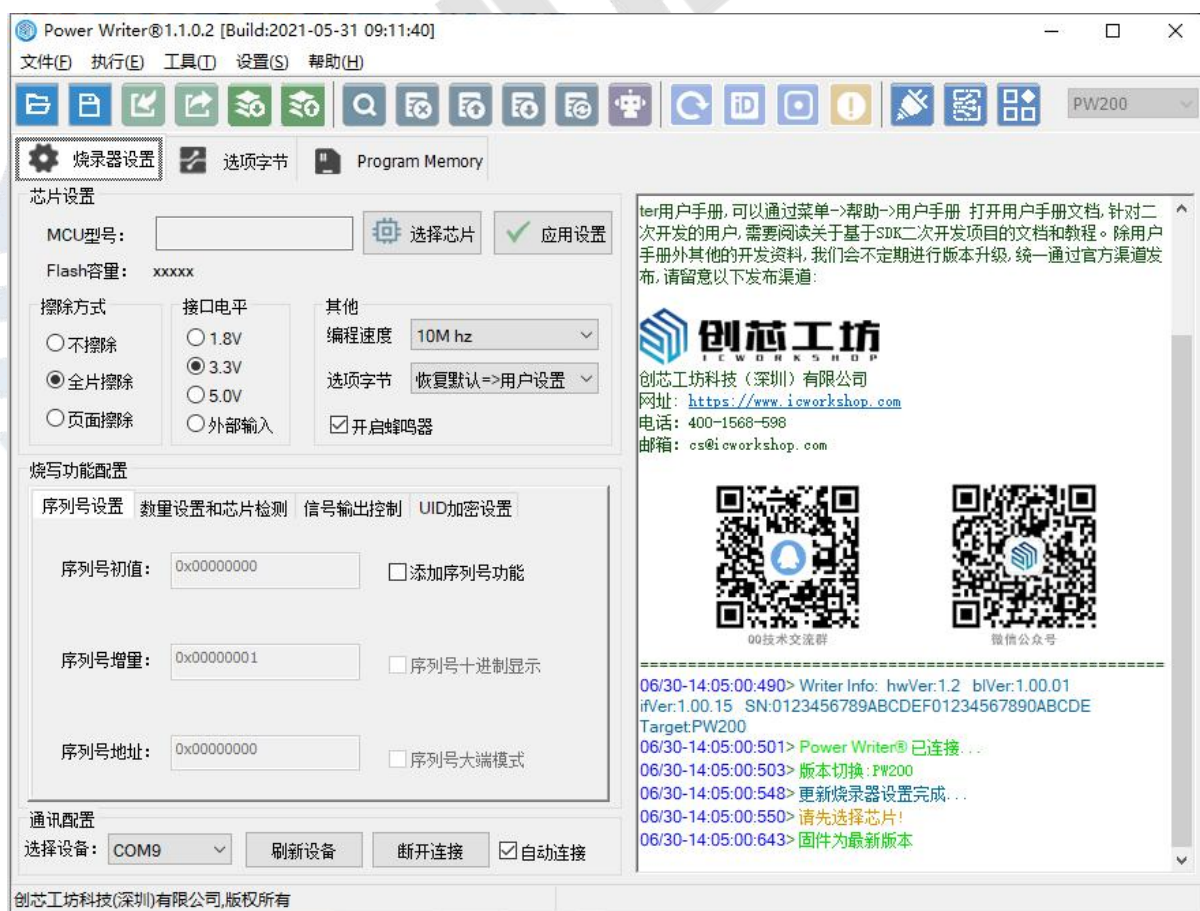 Power Writer®1.1.0.2 [Build:2021-05-31 09:11:40]
文件(F) 执行(E) 工具(T) 设置(S) 帮助(H)
iD
PW200
烧录器设置 选项字节 Program Memory
芯片设置
MCU型号: 选择芯片 应用设置
Flash容量: xxxxx
擦除方式 接口电平 其他
不擦除 1.8V 编程速度 10M hz
全片擦除 3.3V 选项字节 恢复默认=>用户设置
页面擦除 5.0V
外部输入 开启蜂鸣器
烧写功能配置
序列号设置 数里设置和芯片检测 信号输出控制 UID加密设置
序列号初值: 0x00000000 添加序列号功能
序列号增量: 0x00000001 序列号十进制显示
序列号地址: 0x00000000 序列号大端模式
通讯配置
选择设备: COM9 刷新设备 断开连接 自动连接
创芯工坊科技(深圳)有限公司,版权所有
ter用户手册,可以通过菜单->帮助->用户手册 打开用户手册文档,针对二
次开发的用户,需要阅读关于基于SDK二次开发项目的文档和教程。除用户
手册外其他的开发资料,我们会不定期进行版本升级,统一通过官方渠道发
布,请留意以下发布渠道:
创芯工坊
ICWORKSHOP
创芯工坊科技(深圳)有限公司
网址: https://www.icworkshop.com
电话: 400-1568-598
邮箱: cs@icworkshop.com
QQ技术交流群 微信公众号
=======================================================
06/30-14:05:00:490> Writer Info: hwVer:1.2 blVer:1.00.01
ifVer:1.00.15 SN:0123456789ABCDEF01234567890ABCDE
Target:PW200
06/30-14:05:00:501> Power Writer® 已连接...
06/30-14:05:00:503> 版本切换:PW200
06/30-14:05:00:548> 更新烧录器设置完成...
06/30-14:05:00:550> 请先选择芯片!
06/30-14:05:00:643> 固件为最新版本